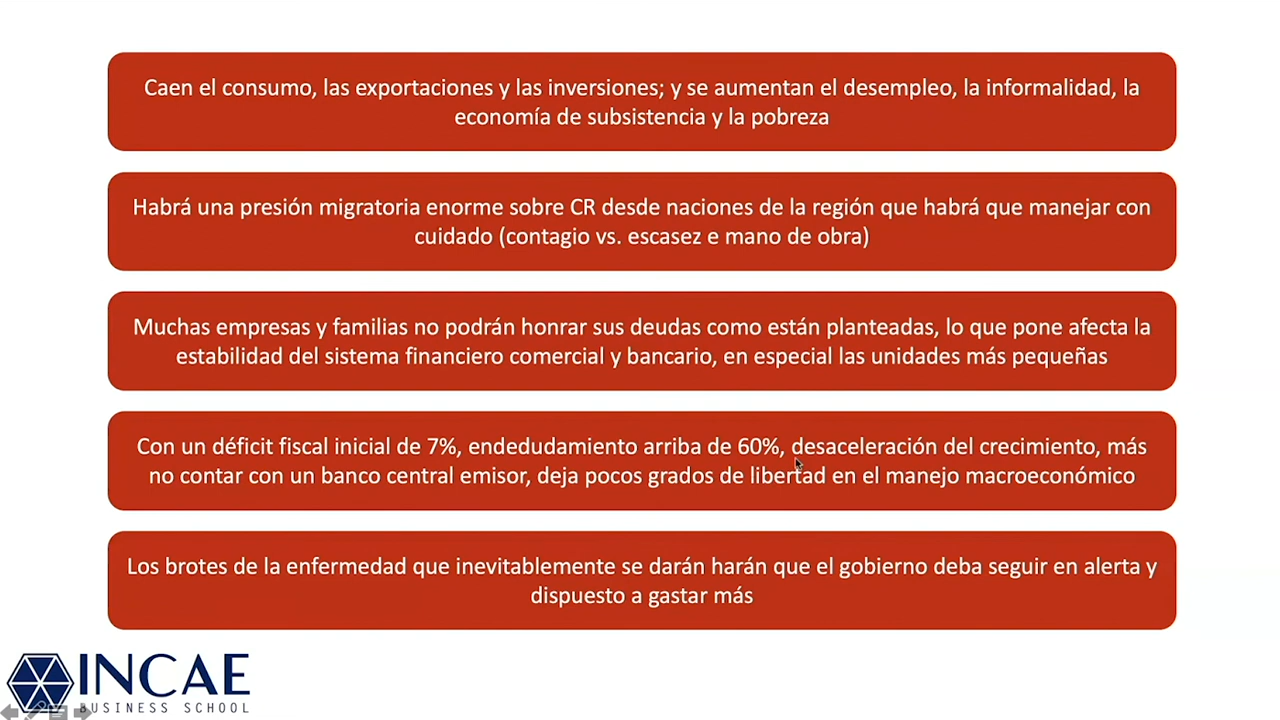 Caen el consumo, las exportaciones y las inversiones; y se aumentan el desempleo, la informalidad, la
economía de subsistencia y la pobreza
Habrá una presión migratoria enorme sobre CR desde naciones de la región que habrá que manejar con
cuidado (contagio vs. escasez e mano de obra)
Muchas empresas y familias no podrán honrar sus deudas como están planteadas, lo que pone afecta la
estabilidad del sistema financiero comercial y bancario, en especial las unidades más pequeñas
Con un déficit fiscal inicial de 7%, endedudamiento arriba de 60%, desaceleración del crecimiento, más
no contar con un banco central emisor, deja pocos grados de libertad en el manejo macroeconómico
Los brotes de la enfermedad que inevitablemente se darán harán que el gobierno deba seguir en alerta y
dispuesto a gastar más
INCAE
BUSINESS SCHOOL